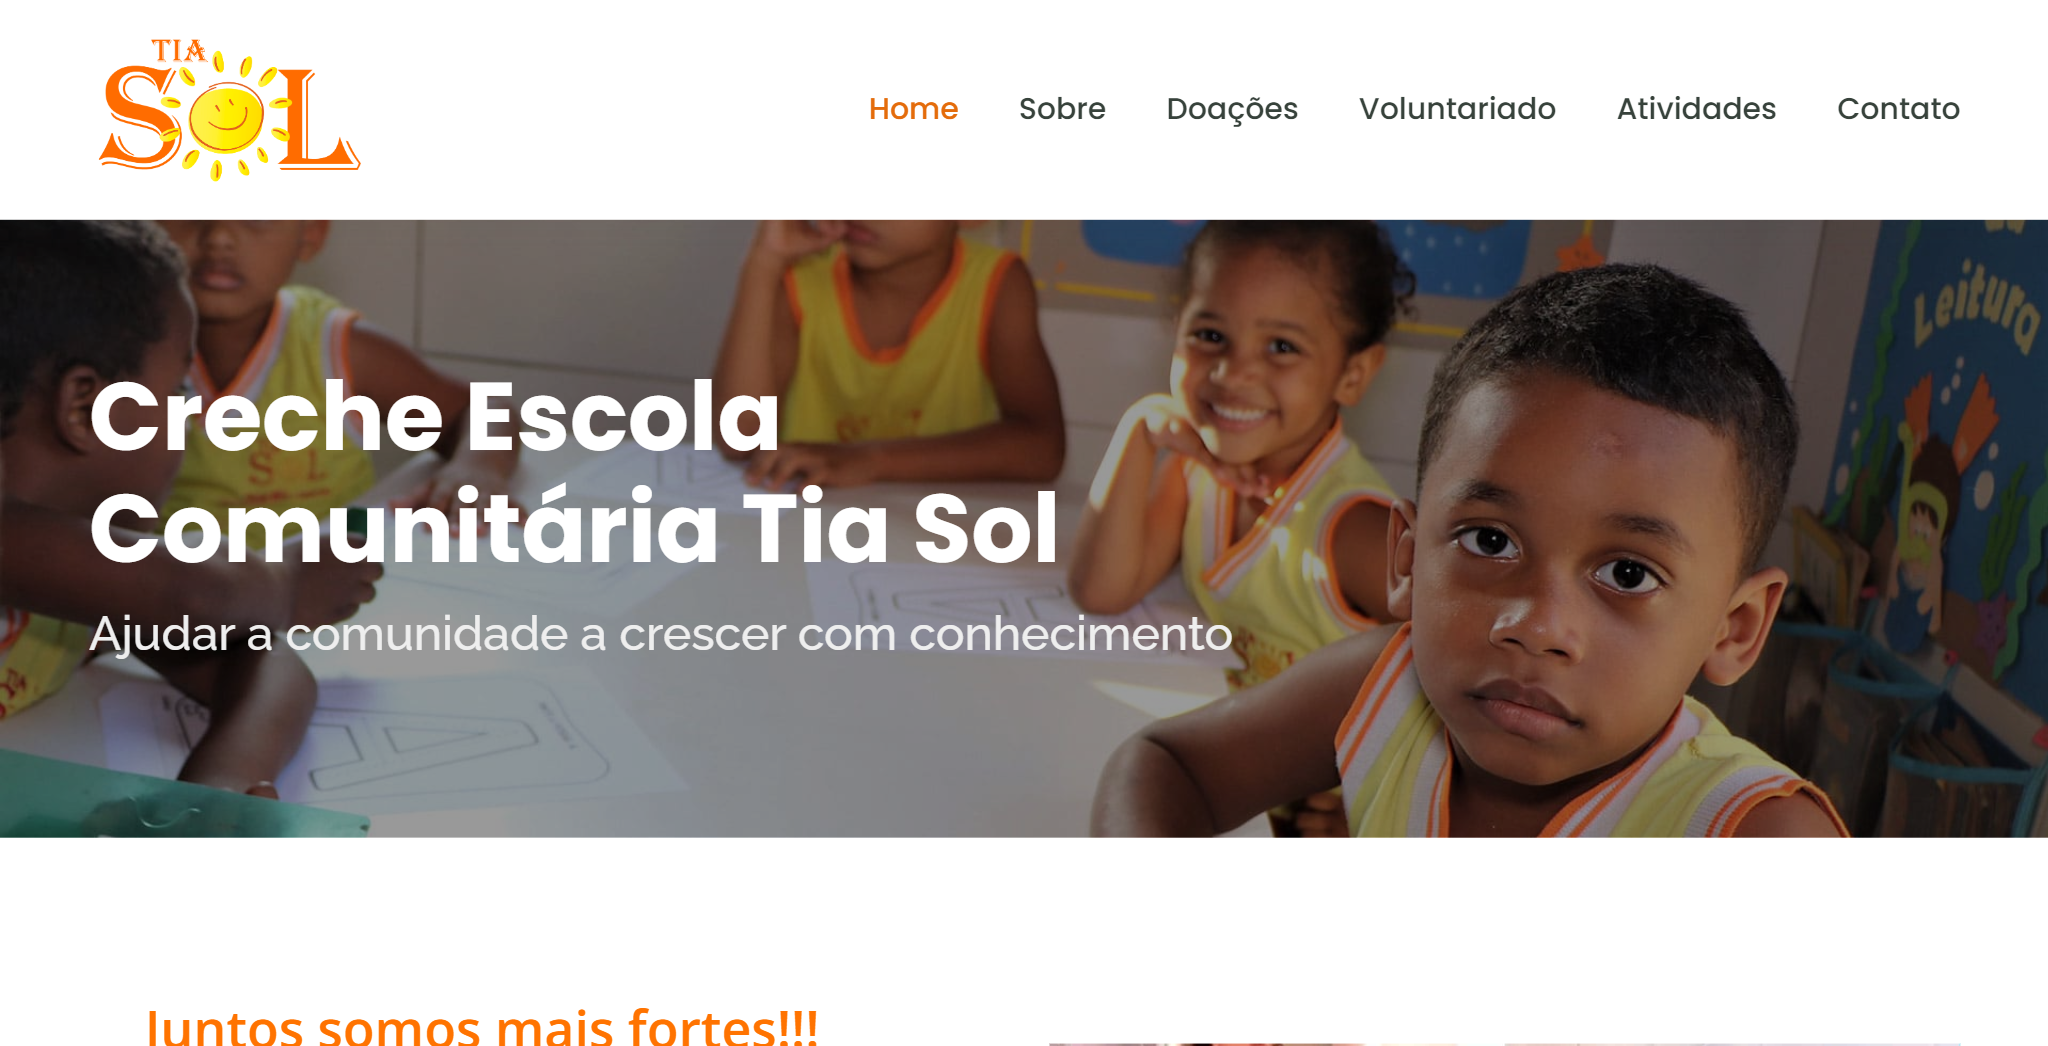 TIA
SOL
Home Sobre Doações Voluntariado Atividades Contato
Leitura
Creche Escola
Comunitária Tia Sol
Ajudar a comunidade a crescer com conhecimento
A
Juntos somos mais fortes!!!